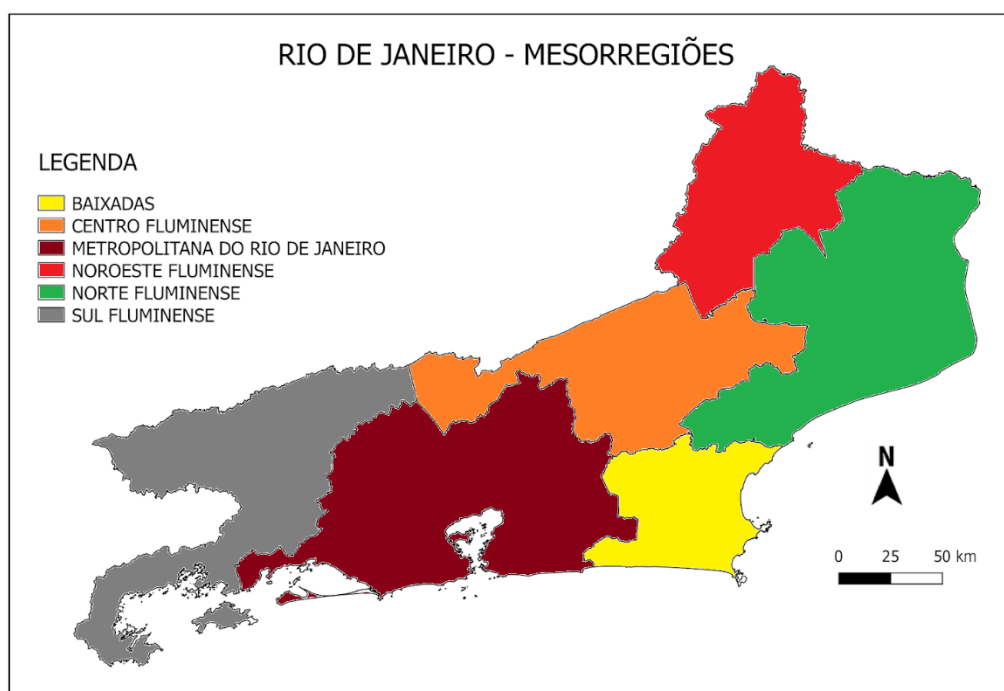 RIO DE JANEIRO - MESORREGIÕES
LEGENDA
BAIXADAS
CENTRO FLUMINENSE
METROPOLITANA DO RIO DE JANEIRO
NOROESTE FLUMINENSE
NORTE FLUMINENSE
SUL FLUMINENSE
N
0 25 50 km